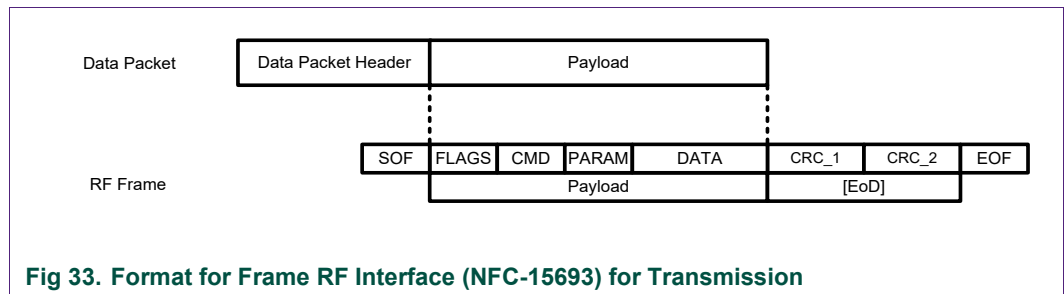 Data Packet Data Packet Header Payload
SOF FLAGS CMD PARAM DATA CRC_1 CRC_2 EOF
RF Frame Payload [EoD]
Fig 33. Format for Frame RF Interface (NFC-15693) for Transmission